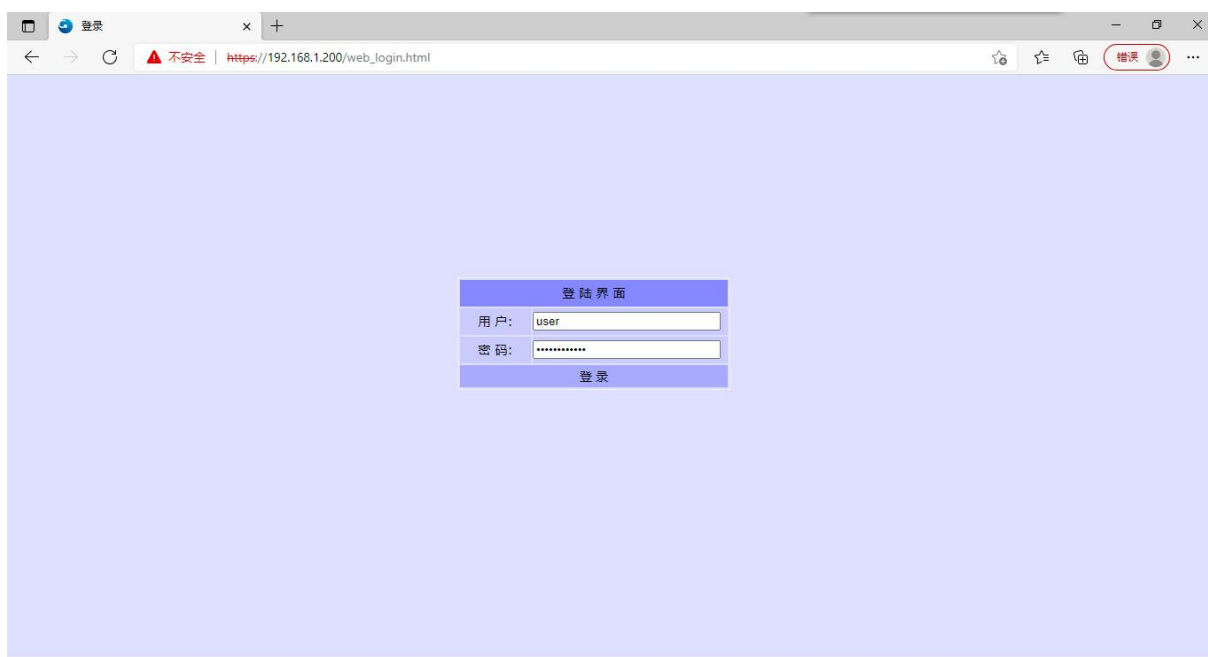 登录
不安全 | https://192.168.1.200/web_login.html
错误
登 陆 界 面
用 户: user
密 码: ••••••••••••
登 录